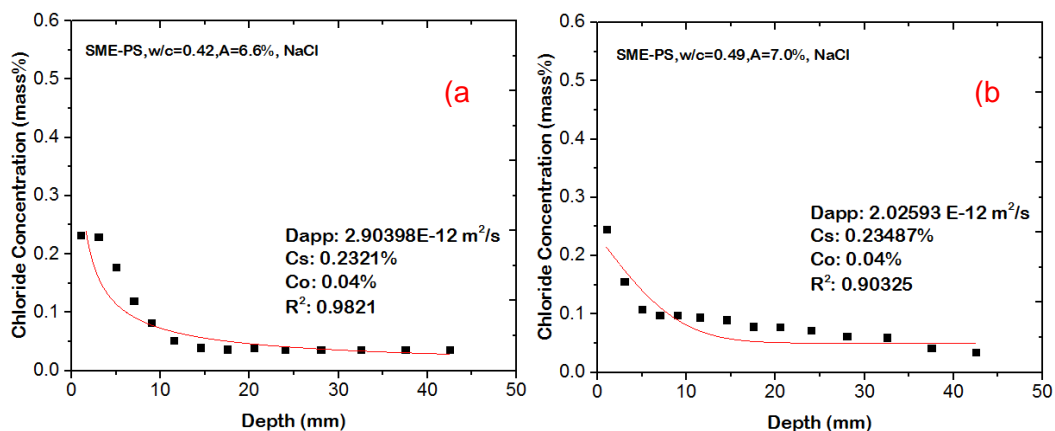 SME-PS,w/c=0.42,A=6.6%, NaCl
(a
Dapp: 2.90398E-12 m²/s
Cs: 0.2321%
Co: 0.04%
R²: 0.9821
Chloride Concentration (mass%)
0.6
0.5
0.4
0.3
0.2
0.1
0.0
0
10
20
30
40
50
Depth (mm)
SME-PS,w/c=0.49,A=7.0%, NaCl
(b
Dapp: 2.02593 E-12 m²/s
Cs: 0.23487%
Co: 0.04%
R²: 0.90325
Chloride Concentration (mass%)
0.6
0.5
0.4
0.3
0.2
0.1
0.0
0
10
20
30
40
50
Depth (mm)